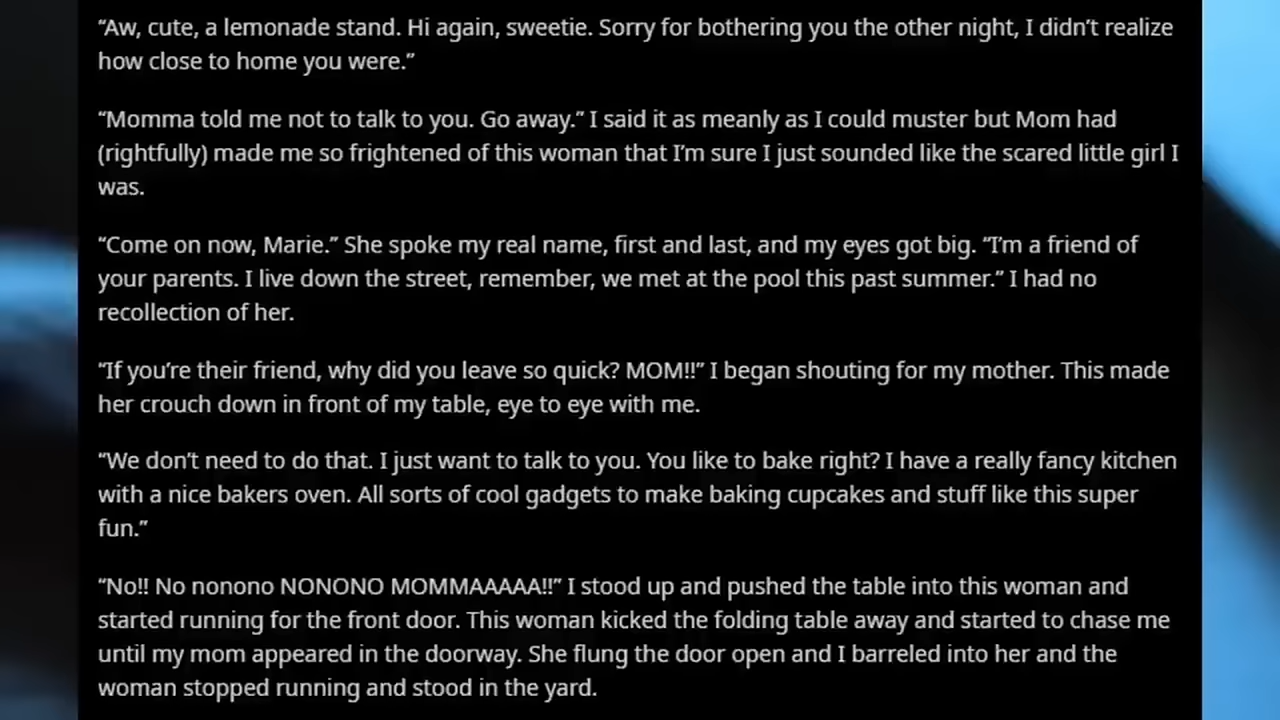 “Aw, cute, a lemonade stand. Hi again, sweetie. Sorry for bothering you the other night, I didn’t realize
how close to home you were.”
“Momma told me not to talk to you. Go away.” I said it as meanly as I could muster but Mom had
(rightfully) made me so frightened of this woman that I’m sure I just sounded like the scared little girl I
was.
“Come on now, Marie.” She spoke my real name, first and last, and my eyes got big. “I’m a friend of
your parents. I live down the street, remember, we met at the pool this past summer.” I had no
recollection of her.
“If you’re their friend, why did you leave so quick? MOM!!” I began shouting for my mother. This made
her crouch down in front of my table, eye to eye with me.
“We don’t need to do that. I just want to talk to you. You like to bake right? I have a really fancy kitchen
with a nice bakers oven. All sorts of cool gadgets to make baking cupcakes and stuff like this super
fun.”
“No!! No nonono NONONO MOMMAAAAA!!” I stood up and pushed the table into this woman and
started running for the front door. This woman kicked the folding table away and started to chase me
until my mom appeared in the doorway. She flung the door open and I barreled into her and the
woman stopped running and stood in the yard.